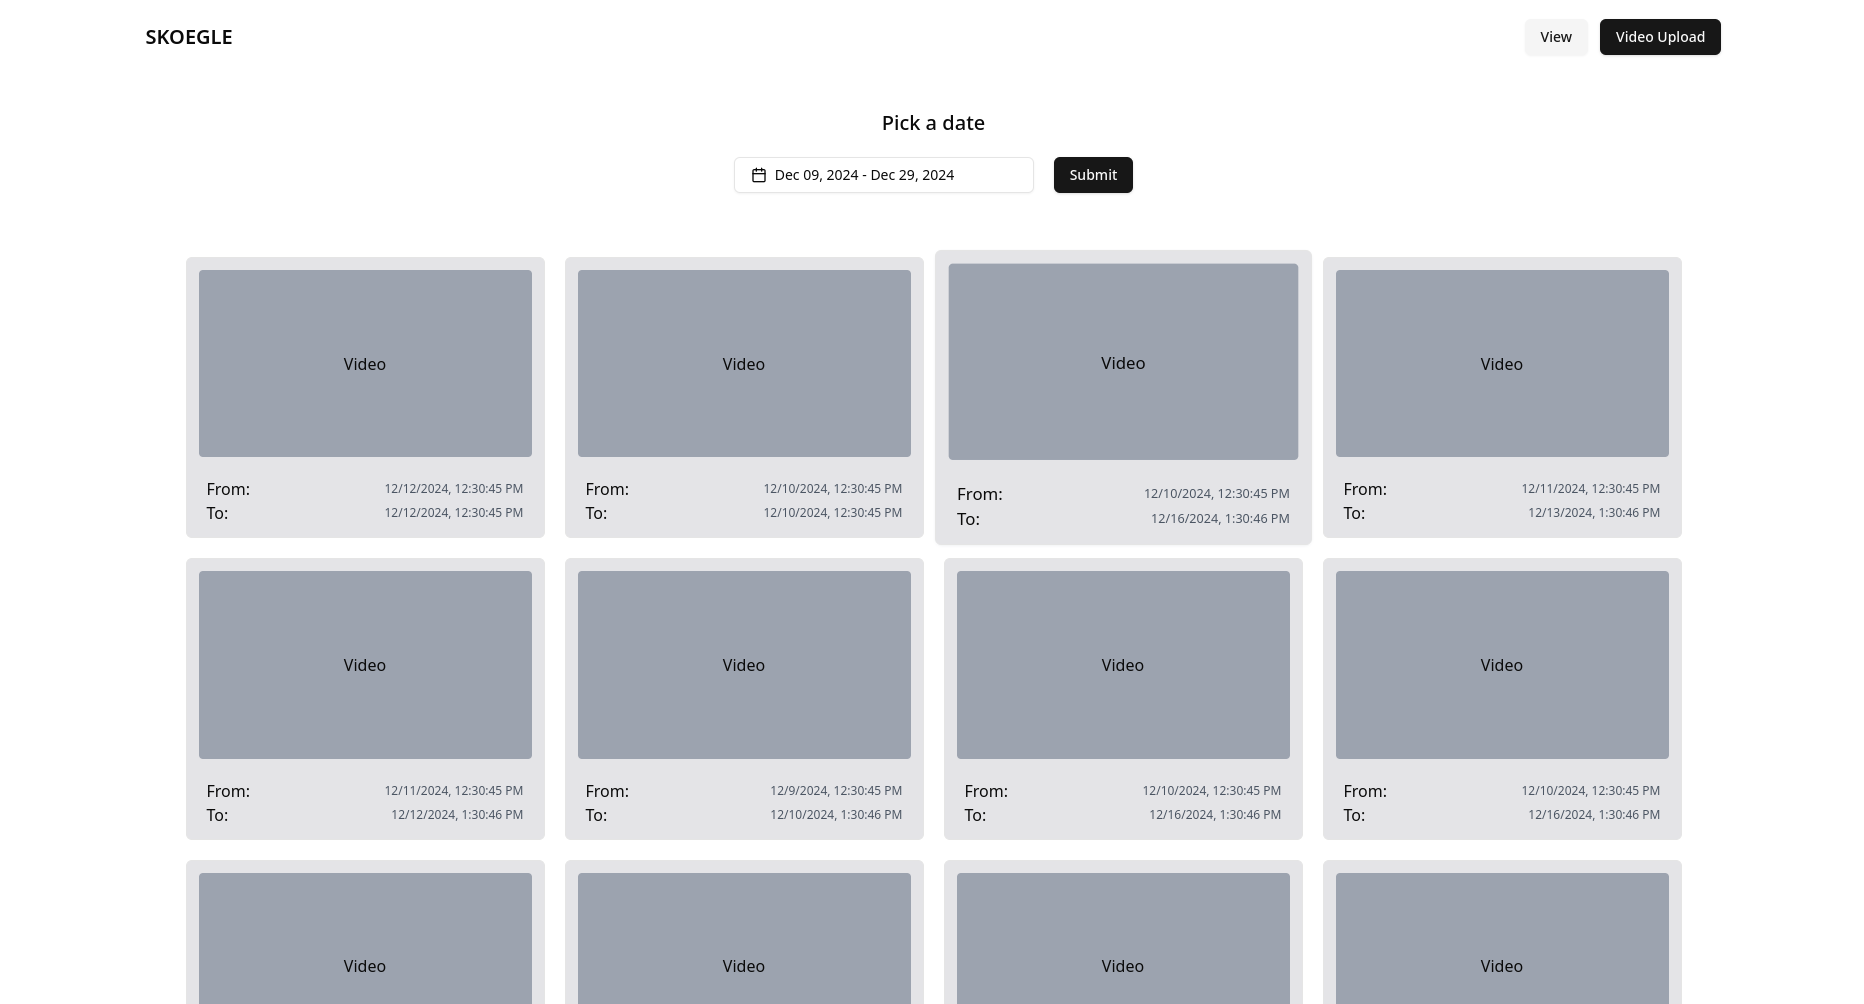 SKOEGLE
View
Video Upload
Pick a date
Dec 09, 2024 - Dec 29, 2024
Submit
Video
Video
Video
Video
From: 12/12/2024, 12:30:45 PM
To: 12/12/2024, 12:30:45 PM
From: 12/10/2024, 12:30:45 PM
To: 12/10/2024, 12:30:45 PM
From: 12/10/2024, 12:30:45 PM
To: 12/16/2024, 1:30:46 PM
From: 12/11/2024, 12:30:45 PM
To: 12/13/2024, 1:30:46 PM
Video
Video
Video
Video
From: 12/11/2024, 12:30:45 PM
To: 12/12/2024, 1:30:46 PM
From: 12/9/2024, 12:30:45 PM
To: 12/10/2024, 1:30:46 PM
From: 12/10/2024, 12:30:45 PM
To: 12/16/2024, 1:30:46 PM
From: 12/10/2024, 12:30:45 PM
To: 12/16/2024, 1:30:46 PM
Video
Video
Video
Video